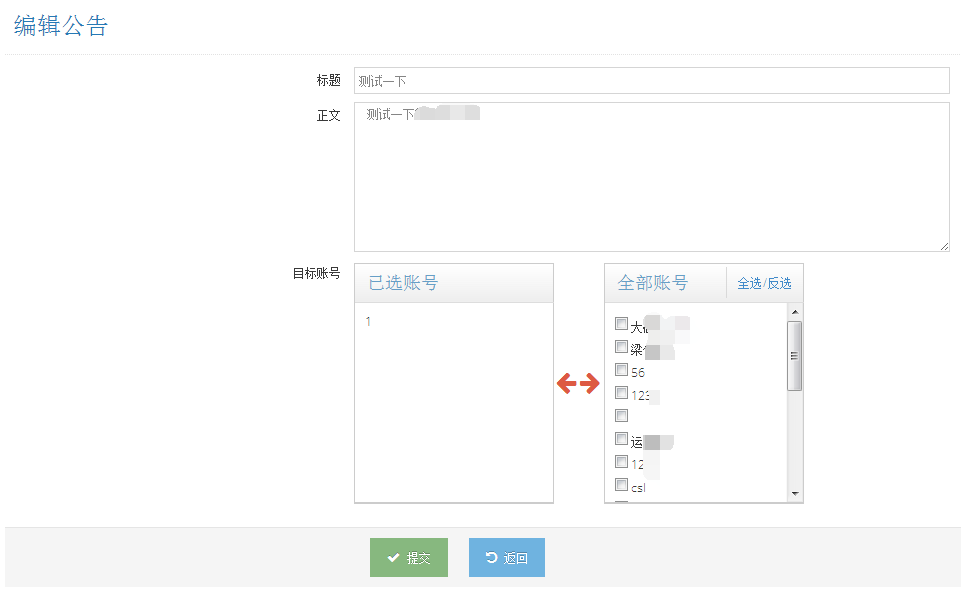 编辑公告
标题
测试一下
正文
测试一下
目标账号
已选账号
全部账号
全选/反选
1
大
梁
56
123
运
12
csl
提交
返回